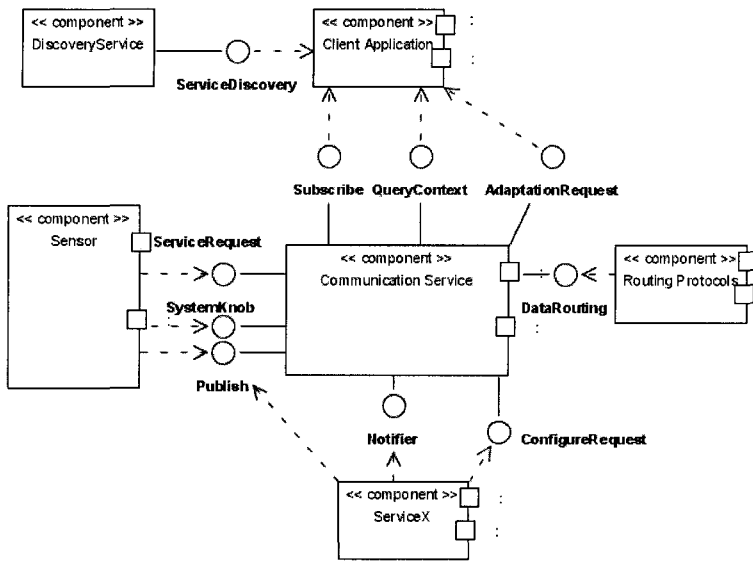 << component >>
DiscoveryService
<< component >>
Client Application
:
:
ServiceDiscovery
Subscribe
QueryContext
AdaptationRequest
<< component >>
Sensor
ServiceRequest
<< component >>
Communication Service
:
<< component >>
Routing Protocols
SystemKnob
:
DataRouting
:
Publish
Notifier
ConfigureRequest
<< component >>
ServiceX
:
: